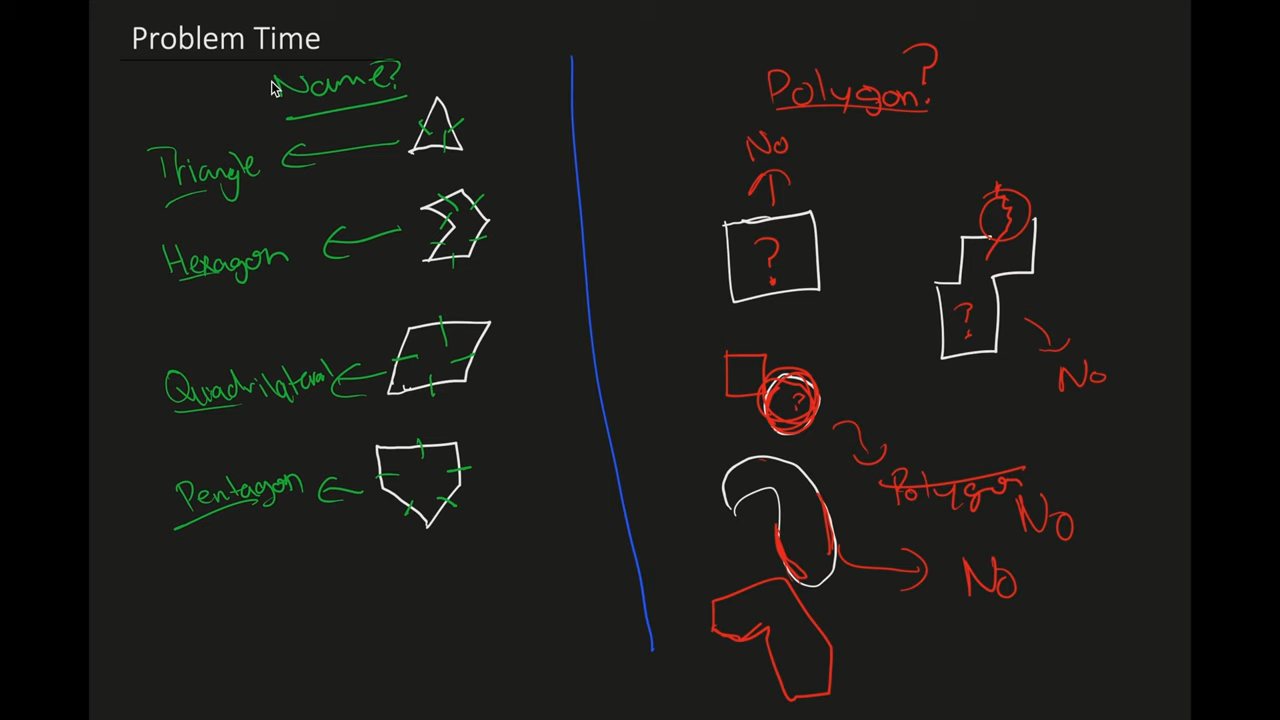 Problem Time
Name?
Triangle
Hexagon
Quadrilateral
Pentagon
Polygon?
No
?
?
No
?
Polygon
No
No